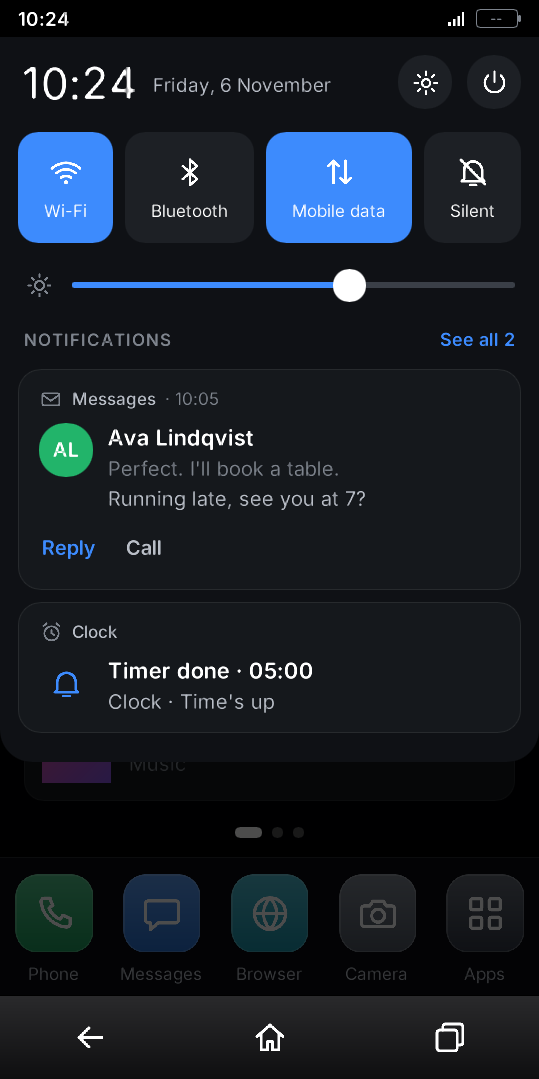 10:24
--
10:24
Friday, 6 November
Wi-Fi
Bluetooth
Mobile data
Silent
NOTIFICATIONS
See all 2
Messages · 10:05
AL
Ava Lindqvist
Perfect. I'll book a table.
Running late, see you at 7?
Reply
Call
Clock
Timer done · 05:00
Clock · Time's up
Music
Phone
Messages
Browser
Camera
Apps